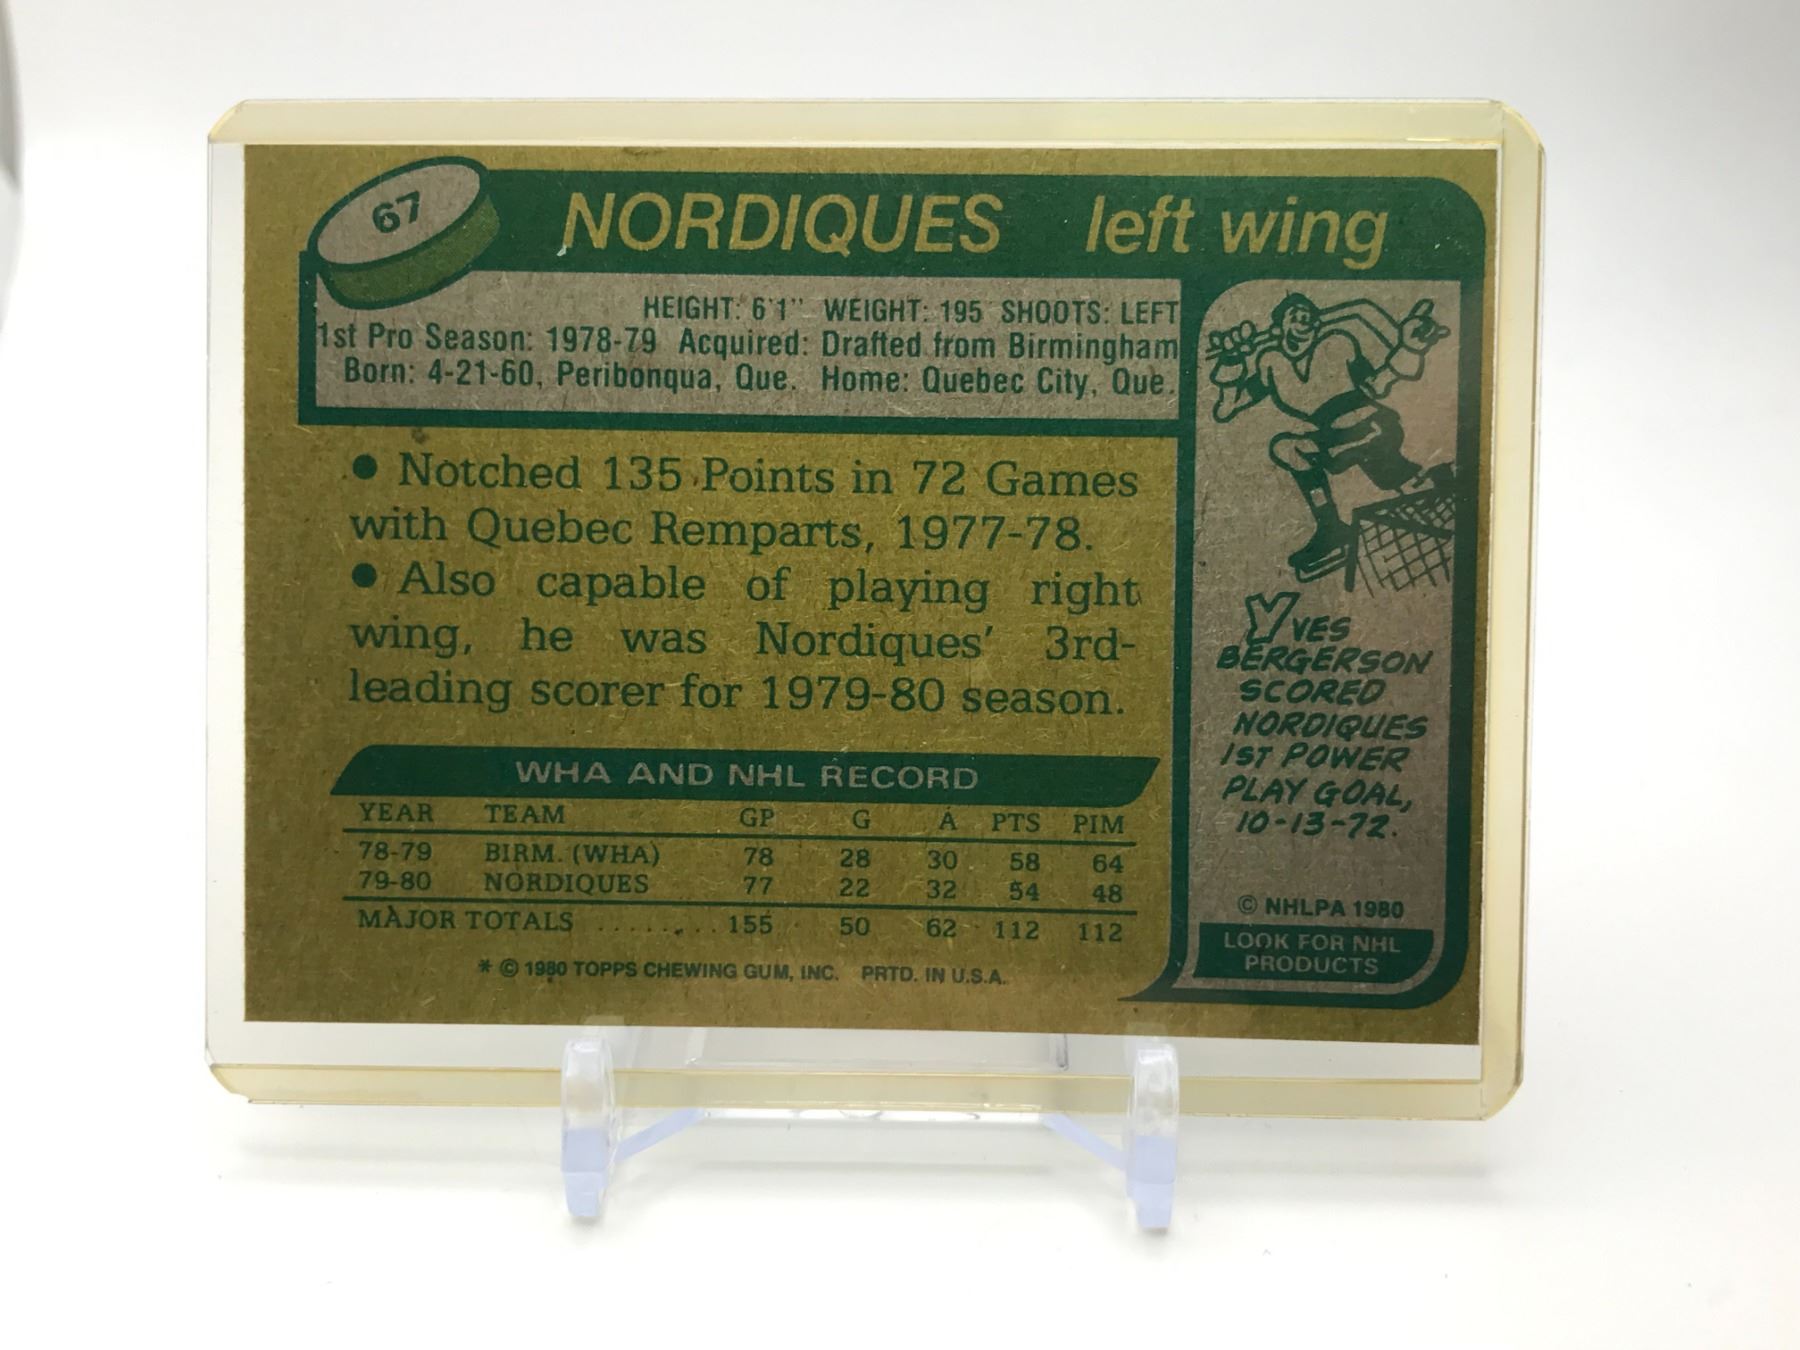 67
NORDIQUES left wing
HEIGHT: 6'1" WEIGHT: 195 SHOOTS: LEFT
1st Pro Season: 1978-79 Acquired: Drafted from Birmingham
Born: 4-21-60, Peribonqua, Que. Home: Quebec City, Que.
● Notched 135 Points in 72 Games
with Quebec Remparts, 1977-78.
● Also capable of playing right
wing, he was Nordiques' 3rd-
leading scorer for 1979-80 season.
WHA AND NHL RECORD
YEAR TEAM GP G A PTS PIM
78-79 BIRM. (WHA) 78 28 30 58 64
79-80 NORDIQUES 77 22 32 54 48
MAJOR TOTALS ........ 155 50 62 112 112
* © 1980 TOPPS CHEWING GUM, INC. PRTD. IN U.S.A.
YVES
BERGERSON
SCORED
NORDIQUES
1ST POWER
PLAY GOAL,
10-13-72.
© NHLPA 1980
LOOK FOR NHL
PRODUCTS